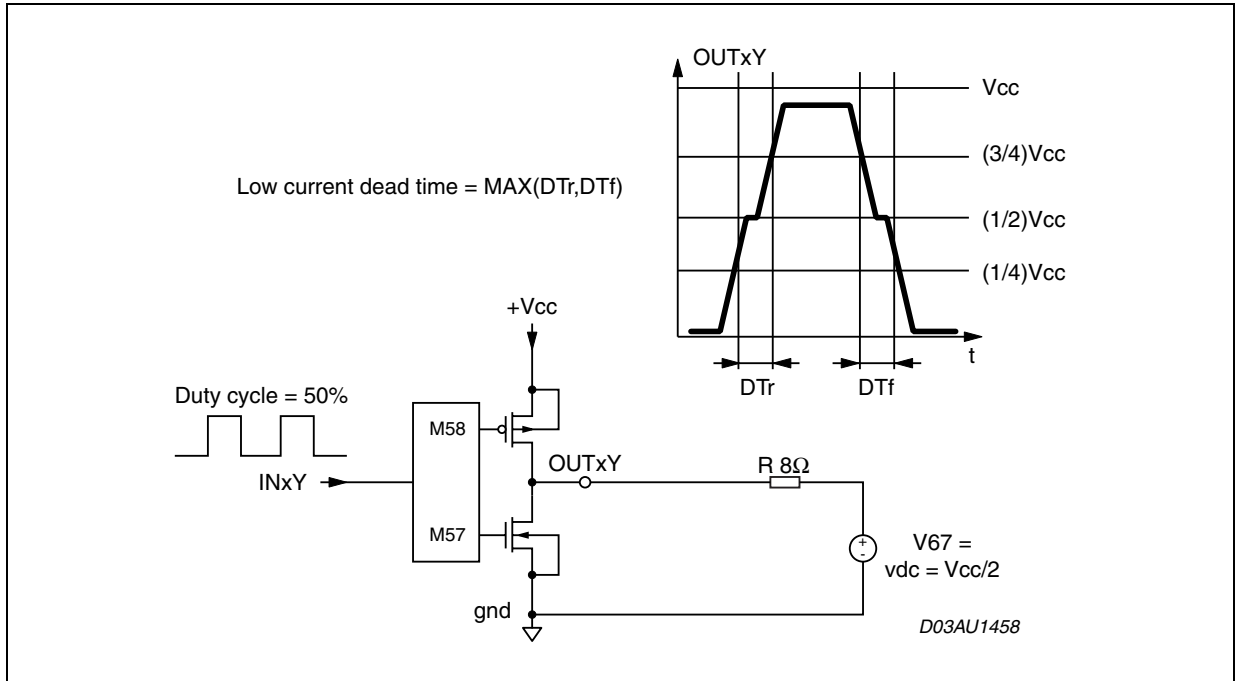 OUTxY
Vcc
(3/4)Vcc
Low current dead time = MAX(DTr,DTf)
(1/2)Vcc
(1/4)Vcc
+Vcc
t
DTr
DTf
Duty cycle = 50%
M58
OUTxY
R 8Ω
INxY
M57
+
-
V67 =
vdc = Vcc/2
gnd
D03AU1458